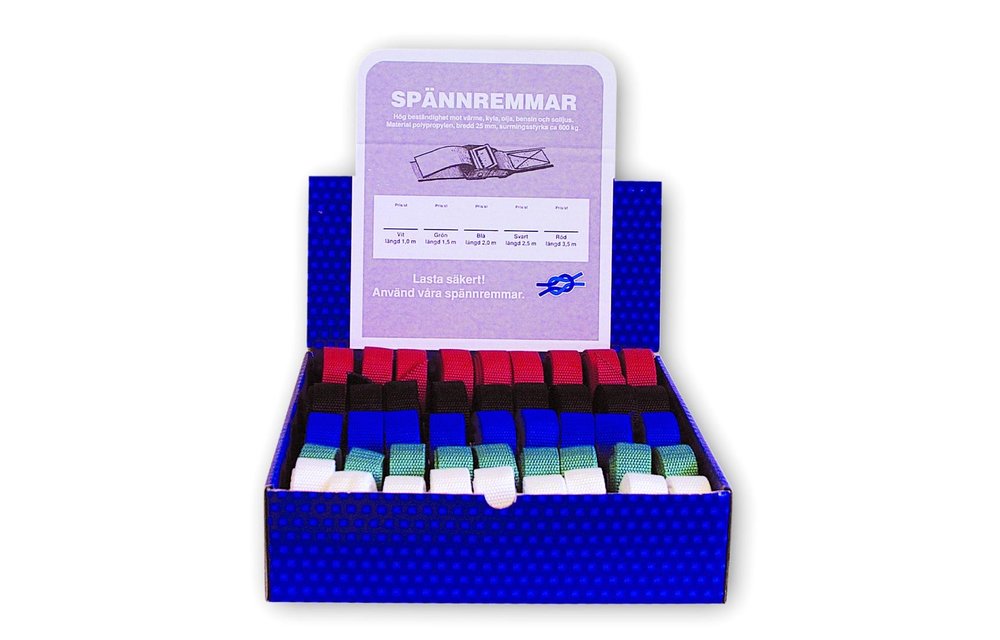 SPÄNNREMMAR
Hög beständighet mot värme, kyla, olja, bensin och solljus.
Material polypropylen, bredd 25 mm, surrningsstyrka ca 600 kg.
Pris st Pris st Pris st Pris st Pris st
Vit Grön Blå Svart Röd
längd 1,0 m längd 1,5 m längd 2,0 m längd 2,5 m längd 3,5 m
Lasta säkert!
Använd våra spännremmar.